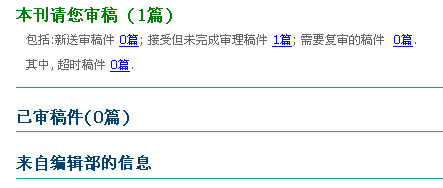 本刊请您审稿 (1篇)
包括:新送审稿件 0篇; 接受但未完成审理稿件 1篇; 需要复审的稿件 0篇.
其中, 超时稿件 0篇.
已审稿件(0篇)
来自编辑部的信息